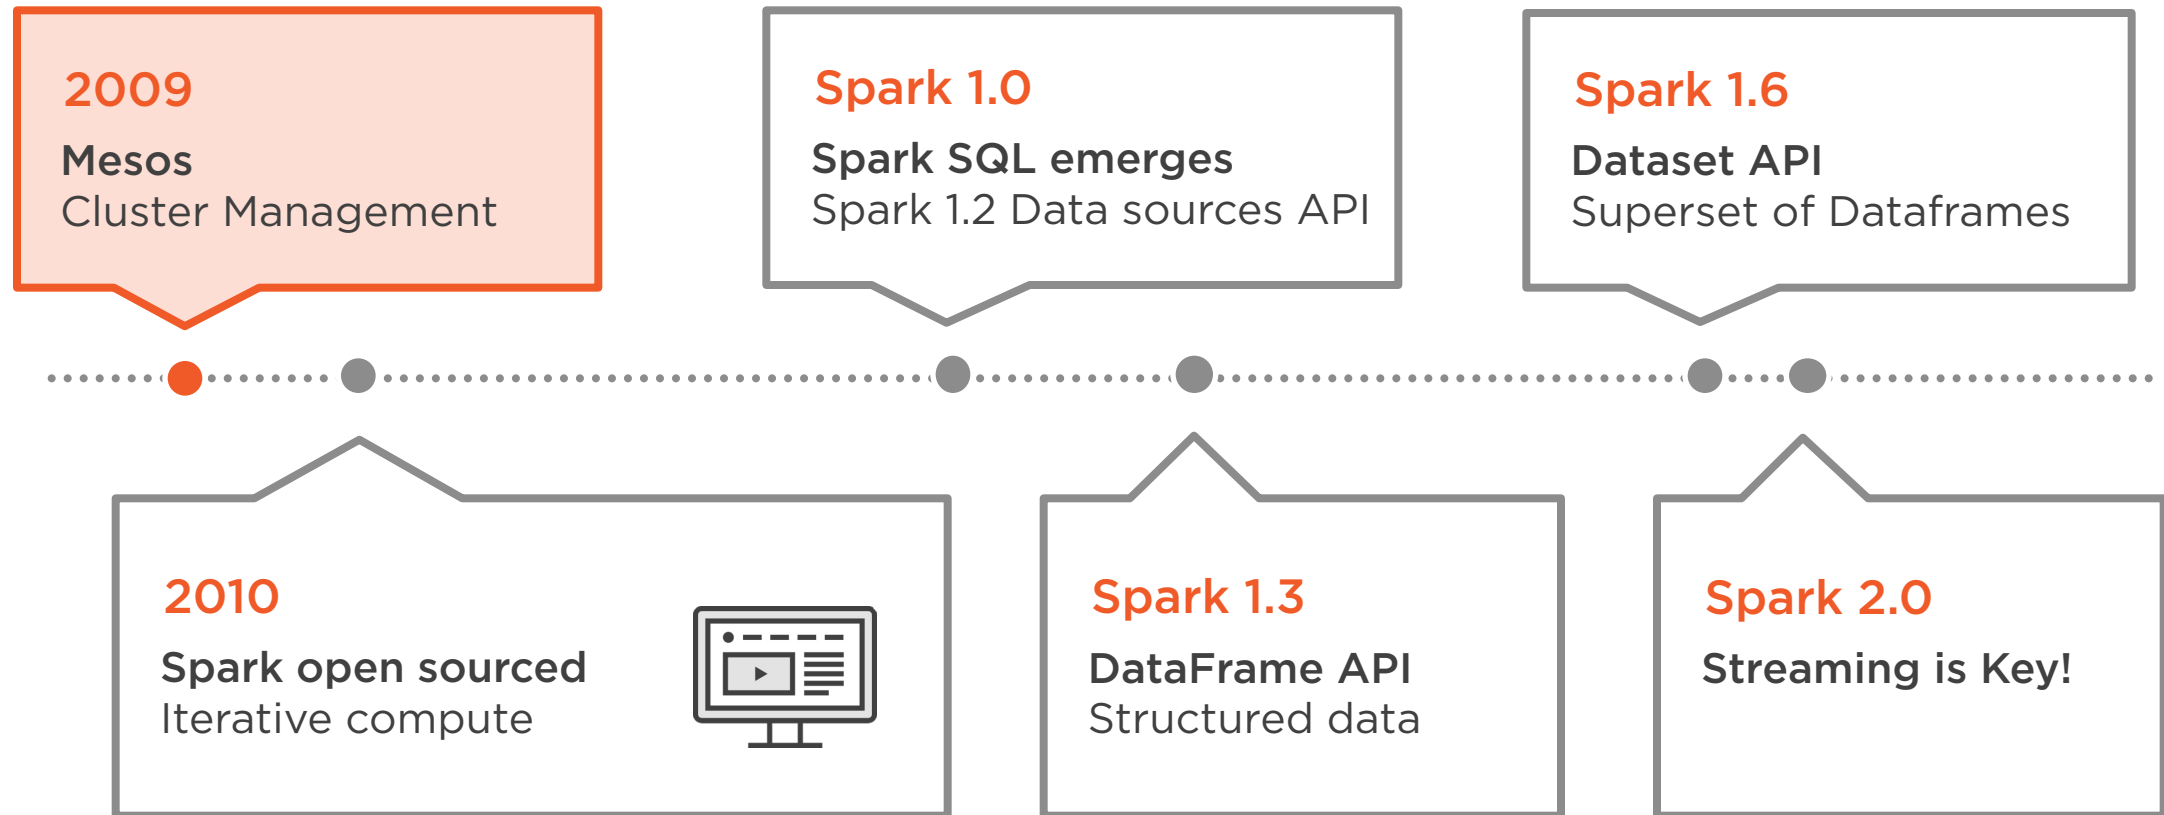 2009
Mesos
Cluster Management
Spark 1.0
Spark SQL emerges
Spark 1.2 Data sources API
Spark 1.6
Dataset API
Superset of Dataframes
2010
Spark open sourced
Iterative compute
Spark 1.3
DataFrame API
Structured data
Spark 2.0
Streaming is Key!